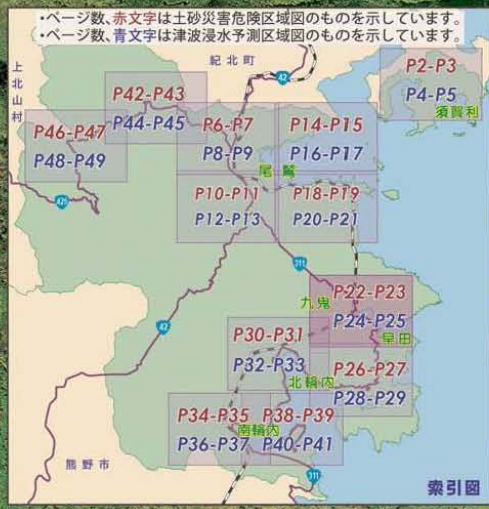 ・ページ数、赤文字は土砂災害危険区域図のものを示しています。
・ページ数、青文字は津波浸水予測区域図のものを示しています。
上北山村
紀北町
42
P2-P3
P4-P5
須賀利
P42-P43
P44-P45
P46-P47
P48-P49
P6-P7
P8-P9
P14-P15
P16-P17
尾鷲
425
P10-P11
P12-P13
P18-P19
P20-P21
311
九鬼
P22-P23
P24-P25
早田
42
P30-P31
P32-P33
北輪内
P26-P27
P28-P29
P34-P35
P36-P37
P38-P39
P40-P41
南輪内
熊野市
311
索引図